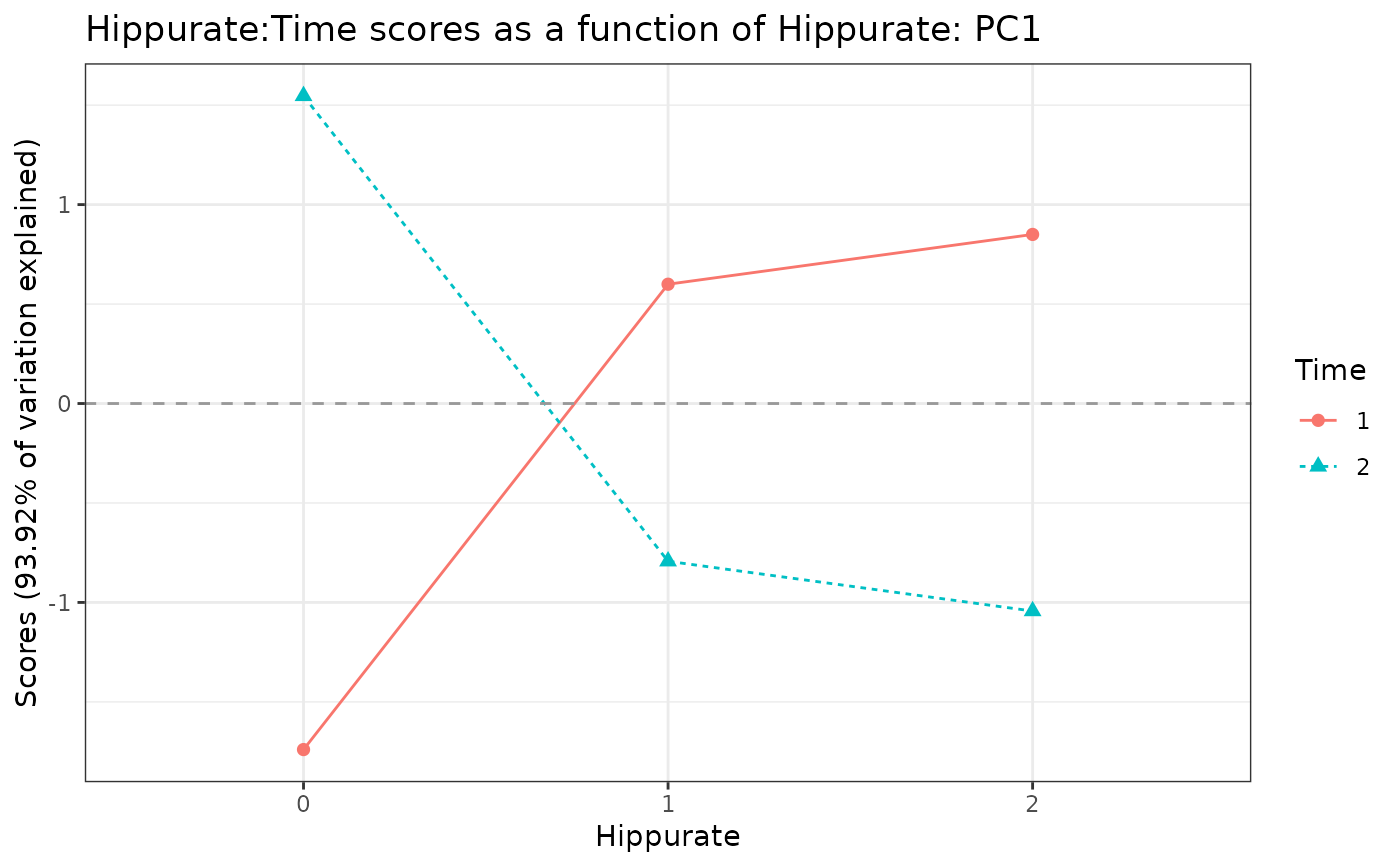 Hippurate:Time scores as a function of Hippurate: PC1
Scores (93.92% of variation explained)
1
0
-1
0 1 2
Hippurate
Time
1
2